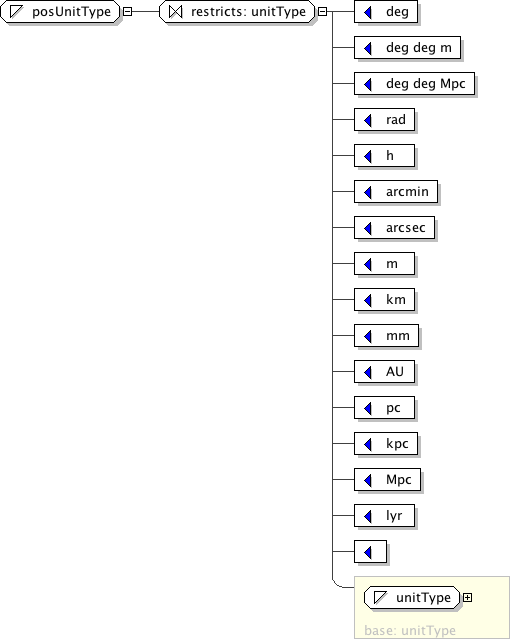 posUnitType
restricts: unitType
deg
deg deg m
deg deg Mpc
rad
h
arcmin
arcsec
m
km
mm
AU
pc
kpc
Mpc
lyr
unitType
base: unitType